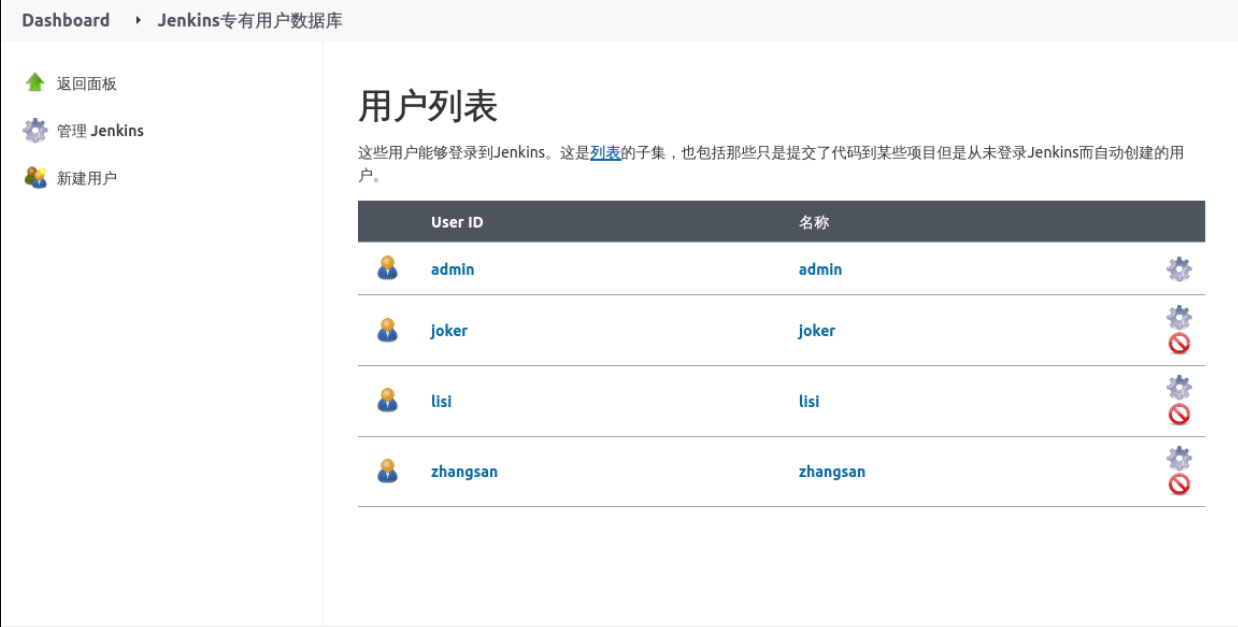 Dashboard ‣ Jenkins专有用户数据库
返回面板
管理 Jenkins
新建用户
用户列表
这些用户能够登录到Jenkins。这是列表的子集，也包括那些只是提交了代码到某些项目但是从未登录Jenkins而自动创建的用
户。
User ID 名称
admin admin
joker joker
lisi lisi
zhangsan zhangsan